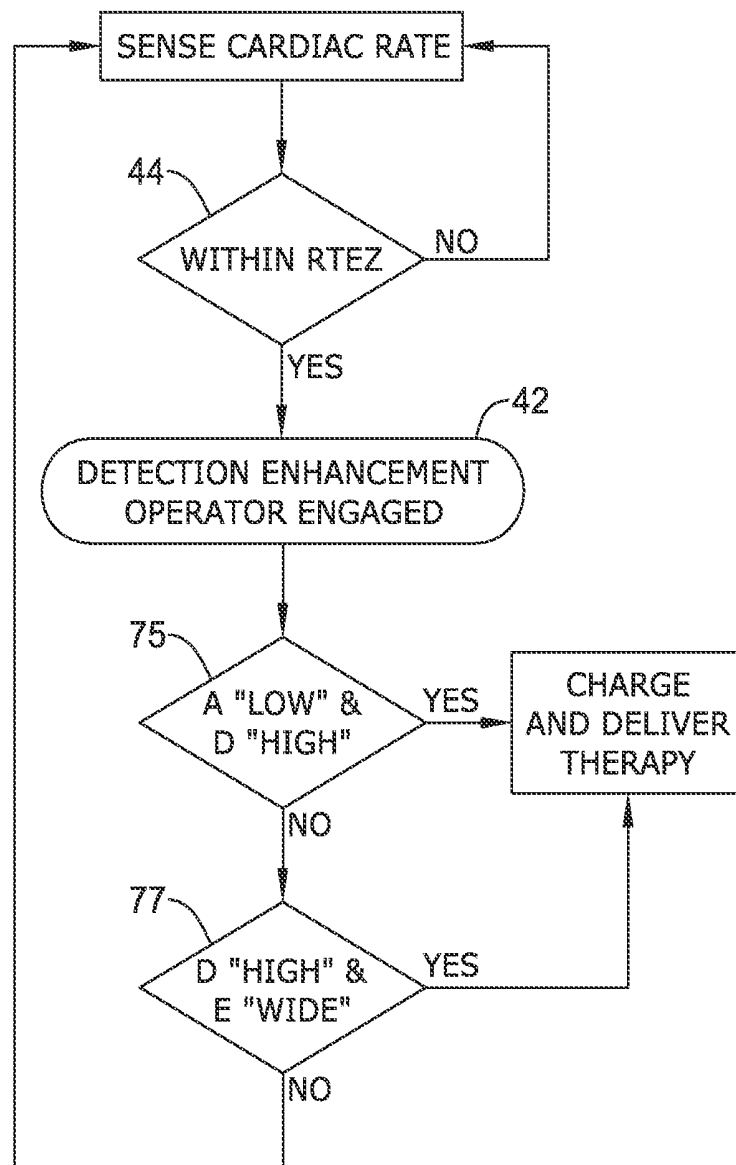 SENSE CARDIAC RATE
44
WITHIN RTEZ
NO
YES
42
DETECTION ENHANCEMENT
OPERATOR ENGAGED
75
A "LOW" &
D "HIGH"
YES
CHARGE
AND DELIVER
THERAPY
NO
77
D "HIGH" &
E "WIDE"
YES
NO